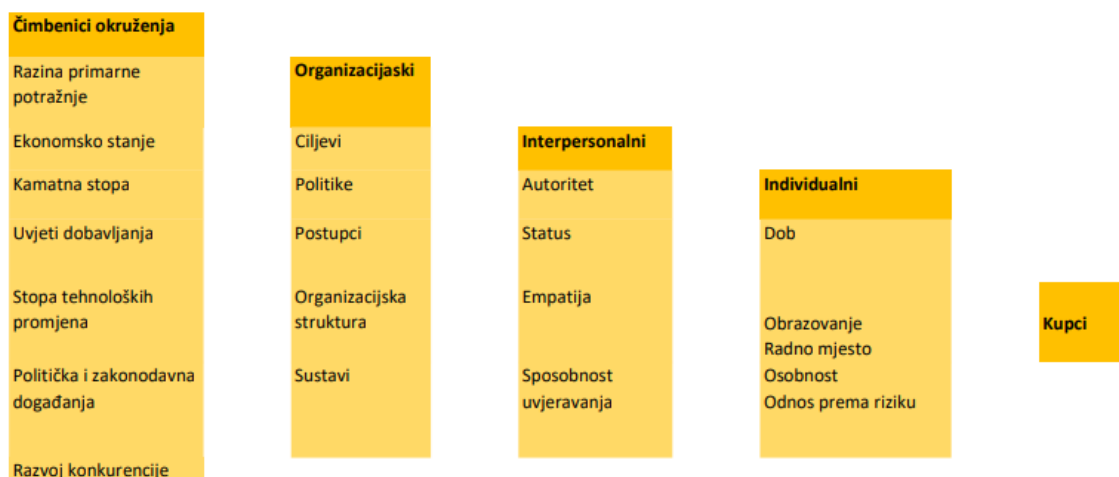 Čimbenici okruženja
Razina primarne
potražnje
Ekonomsko stanje
Kamatna stopa
Uvjeti dobavljanja
Stopa tehnoloških
promjena
Politička i zakonodavna
događanja
Razvoj konkurencije
Organizacijaski
Ciljevi
Politike
Postupci
Organizacijska
struktura
Sustavi
Interpersonalni
Autoritet
Status
Empatija
Sposobnost
uvjeravanja
Individualni
Dob
Obrazovanje
Radno mjesto
Osobnost
Odnos prema riziku
Kupci